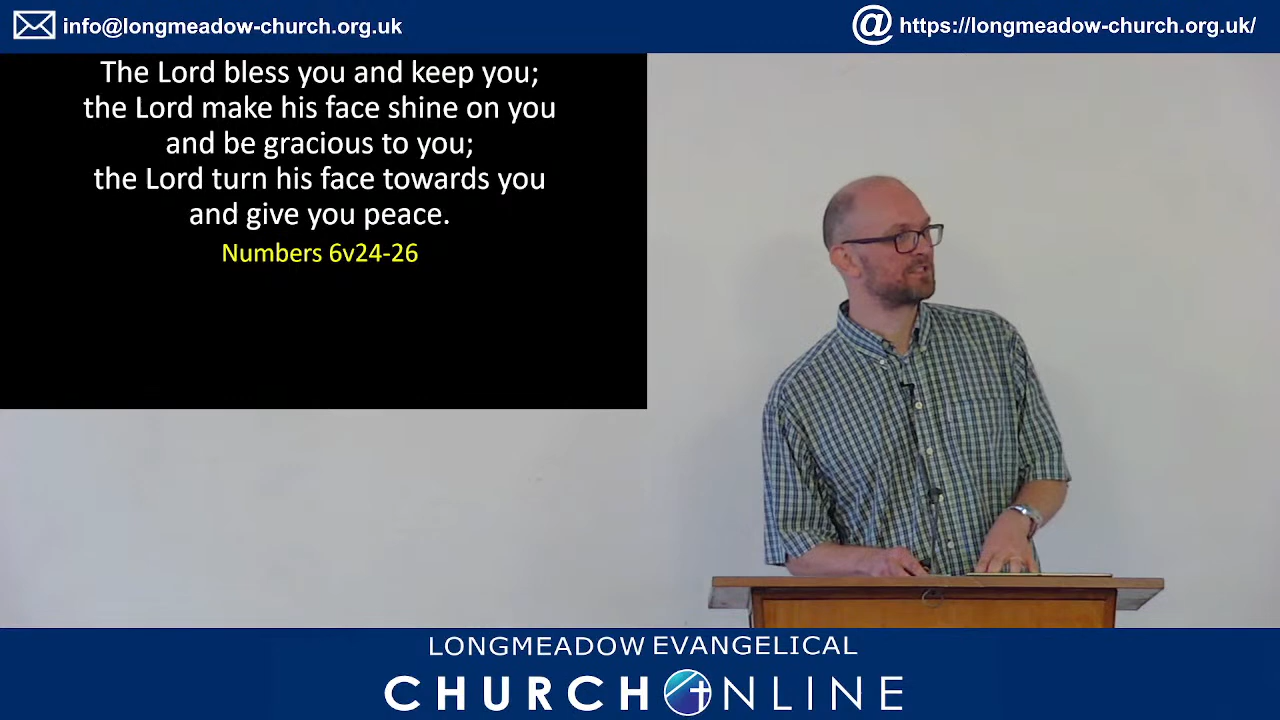 info@longmeadow-church.org.uk
https://longmeadow-church.org.uk/
The Lord bless you and keep you;
the Lord make his face shine on you
and be gracious to you;
the Lord turn his face towards you
and give you peace.
Numbers 6v24-26
LONGMEADOW EVANGELICAL
CHURCH ONLINE